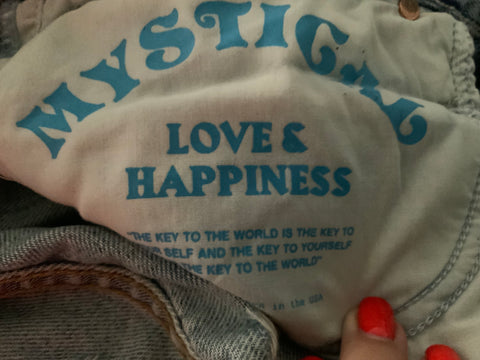 MYSTICAL
LOVE &
HAPPINESS
"THE KEY TO THE WORLD IS THE KEY TO
SELF AND THE KEY TO YOURSELF
THE KEY TO THE WORLD"
in the USA